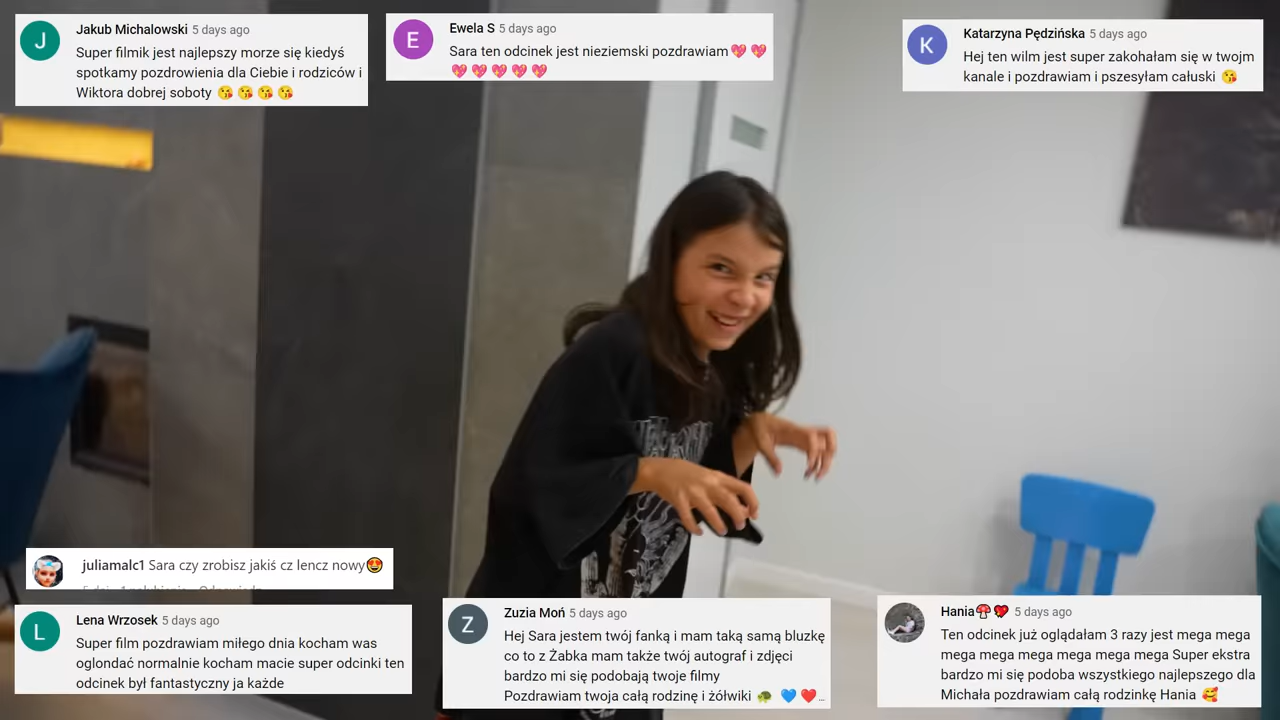 Jakub Michalowski 5 days ago
Super filmik jest najlepszy morze się kiedyś
spotkamy pozdrowienia dla Ciebie i rodziców i
Wiktora dobrej soboty 😘 😘 😘 😘
Ewela S 5 days ago
Sara ten odcinek jest nieziemski pozdrawiam 💖 💖
💖 💖 💖 💖 💖
Katarzyna Pędzińska 5 days ago
Hej ten wilm jest super zakohałam sie w twojm
kanale i pozdrawiam i pszesyłam całuski 😘
juliamalc1 Sara czy zrobisz jakiś cz lencz nowy😍
Lena Wrzosek 5 days ago
Super film pozdrawiam miłego dnia kocham was
oglondać normalnie kocham macie super odcinki ten
odcinek był fantastyczny ja każde
Zuzia Moń 5 days ago
Hej Sara jestem twój fanką i mam taką samą bluzkę
co to z Żabka mam także twój autograf i zdjęci
bardzo mi się podobają twoje filmy
Pozdrawiam twoja całą rodzinę i żółwiki 🐢 💙 ❤️ ...
Hania🍄💖 5 days ago
Ten odcinek już oglądałam 3 razy jest mega mega
mega mega mega mega mega mega Super ekstra
bardzo mi się podoba wszystkiego najlepszego dla
Michała pozdrawiam całą rodzinkę Hania 🥰